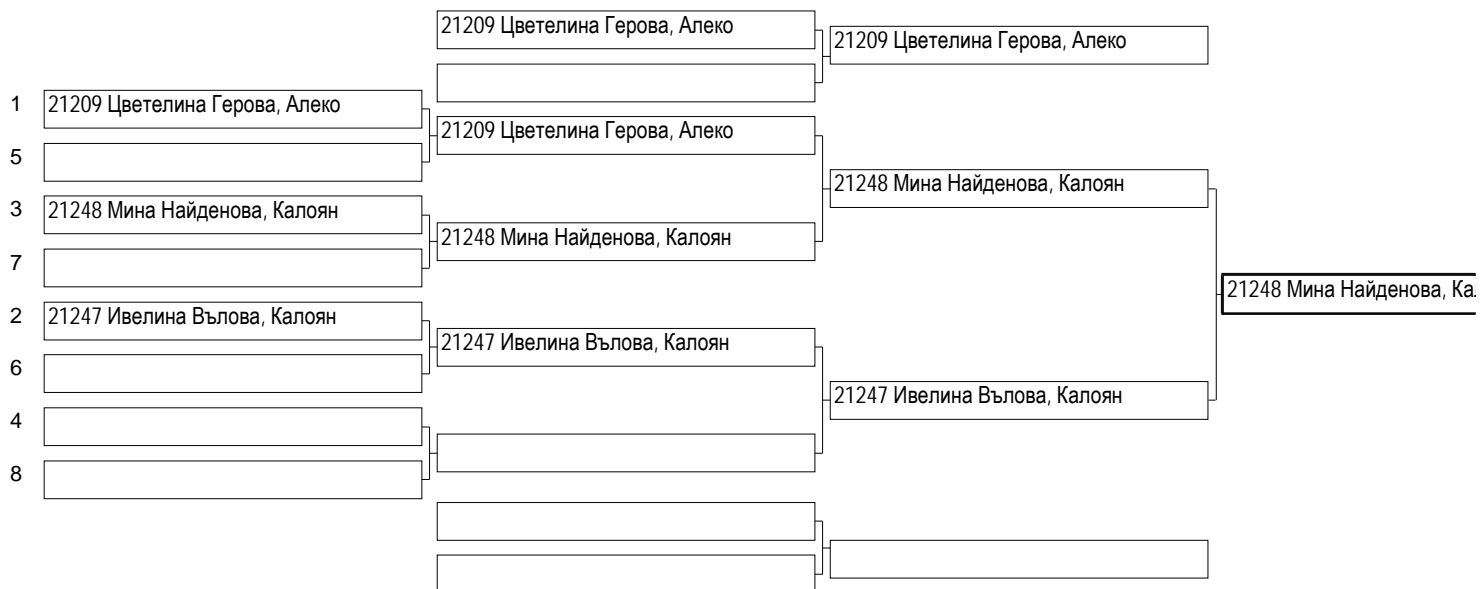 21209 Цветелина Герова, Алеко
21209 Цветелина Герова, Алеко
1 21209 Цветелина Герова, Алеко
21209 Цветелина Герова, Алеко
5
21248 Мина Найденова, Калоян
3 21248 Мина Найденова, Калоян
21248 Мина Найденова, Калоян
7
21248 Мина Найденова, Кал
2 21247 Ивелина Вълова, Калоян
21247 Ивелина Вълова, Калоян
6
21247 Ивелина Вълова, Калоян
4
8